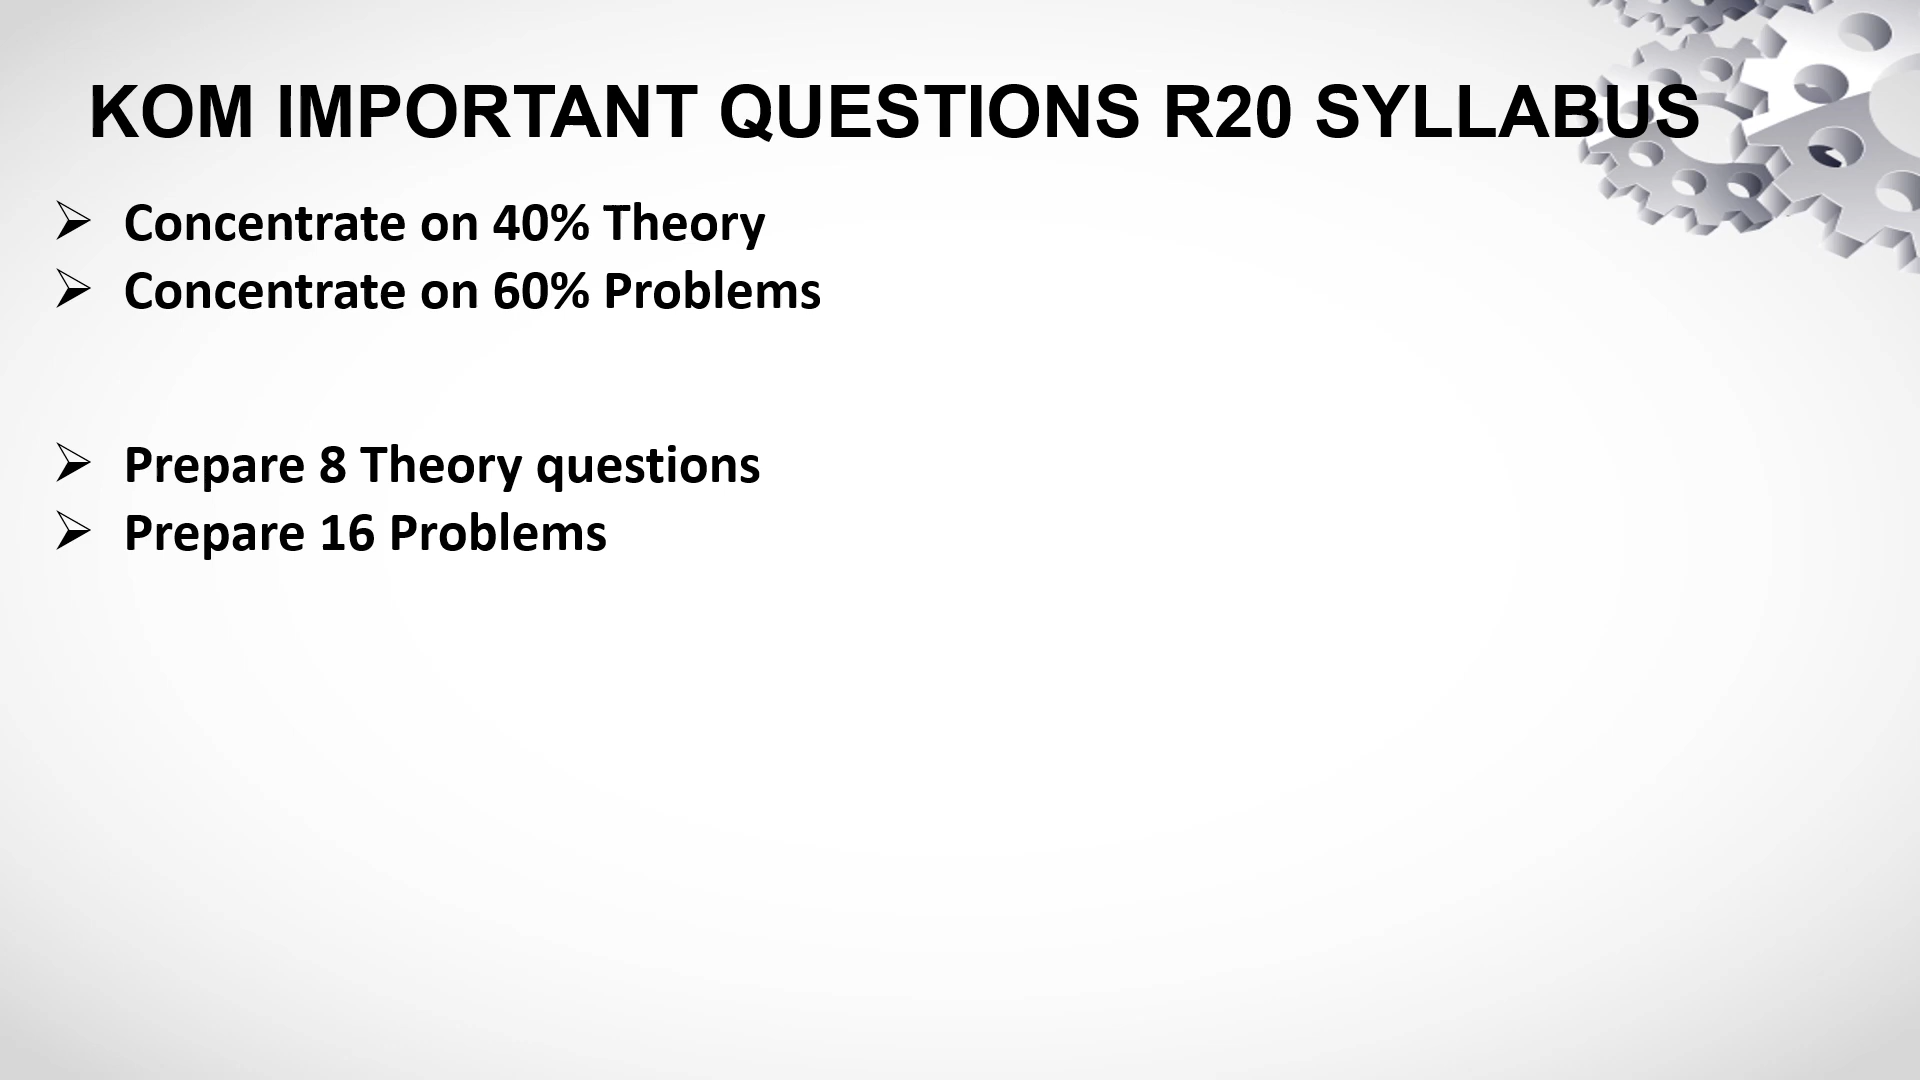 KOM IMPORTANT QUESTIONS R20 SYLLABUS
➢ Concentrate on 40% Theory
➢ Concentrate on 60% Problems
➢ Prepare 8 Theory questions
➢ Prepare 16 Problems